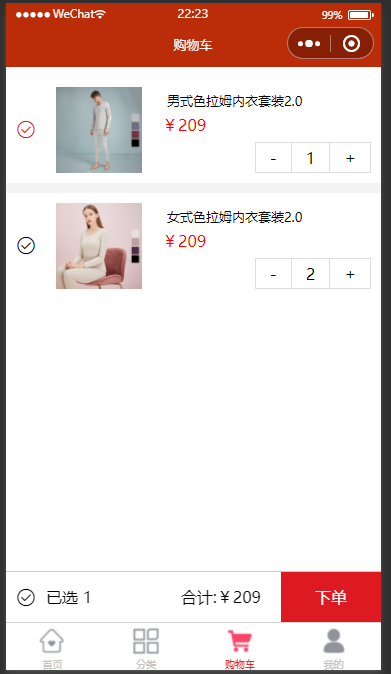 WeChat 22:23 99%
购物车
男式色拉姆内衣套装2.0
￥209
- 1 +
女式色拉姆内衣套装2.0
￥209
- 2 +
已选 1 合计:￥209 下单
首页 分类 购物车 我的